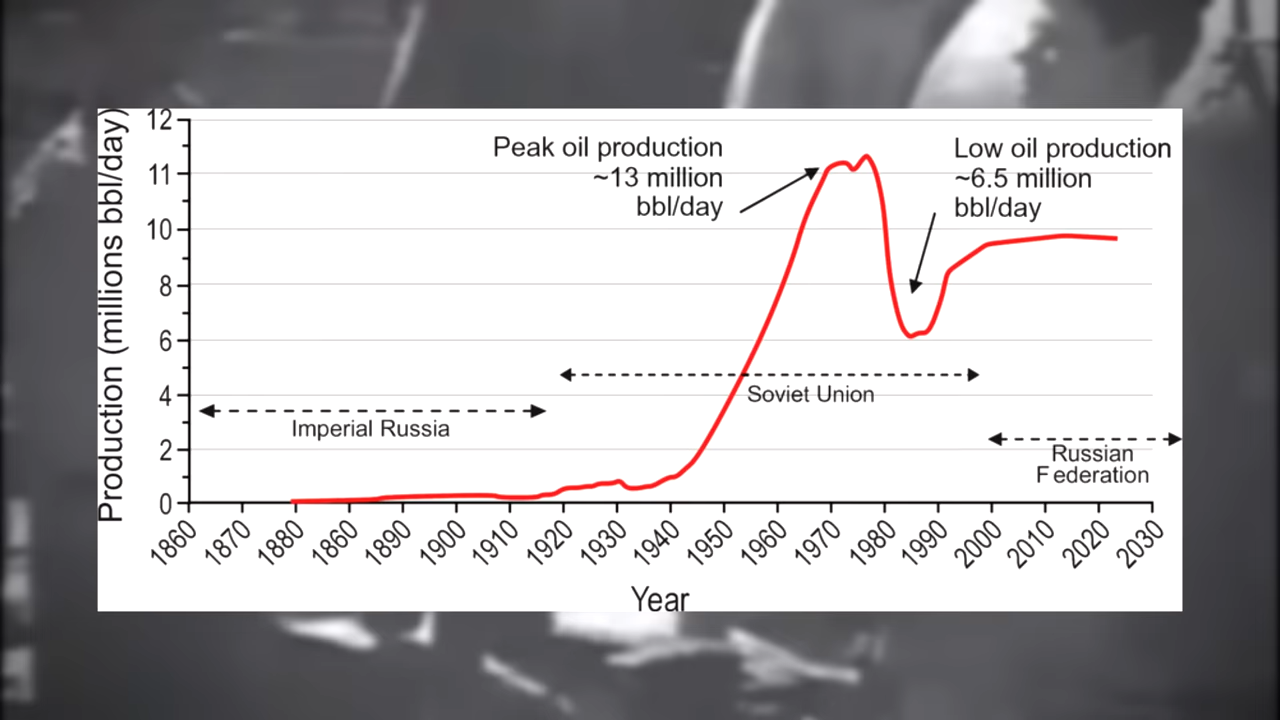 Production (millions bbl/day)
12
11
10
8
6
4
2
0
Peak oil production
~13 million
bbl/day
Low oil production
~6.5 million
bbl/day
Soviet Union
Imperial Russia
Russian
Federation
1860
1870
1880
1860
1890
1900
1910
1920
1930
1940
1950
1960
1970
1980
1990
2000
2010
2020
2030
Year